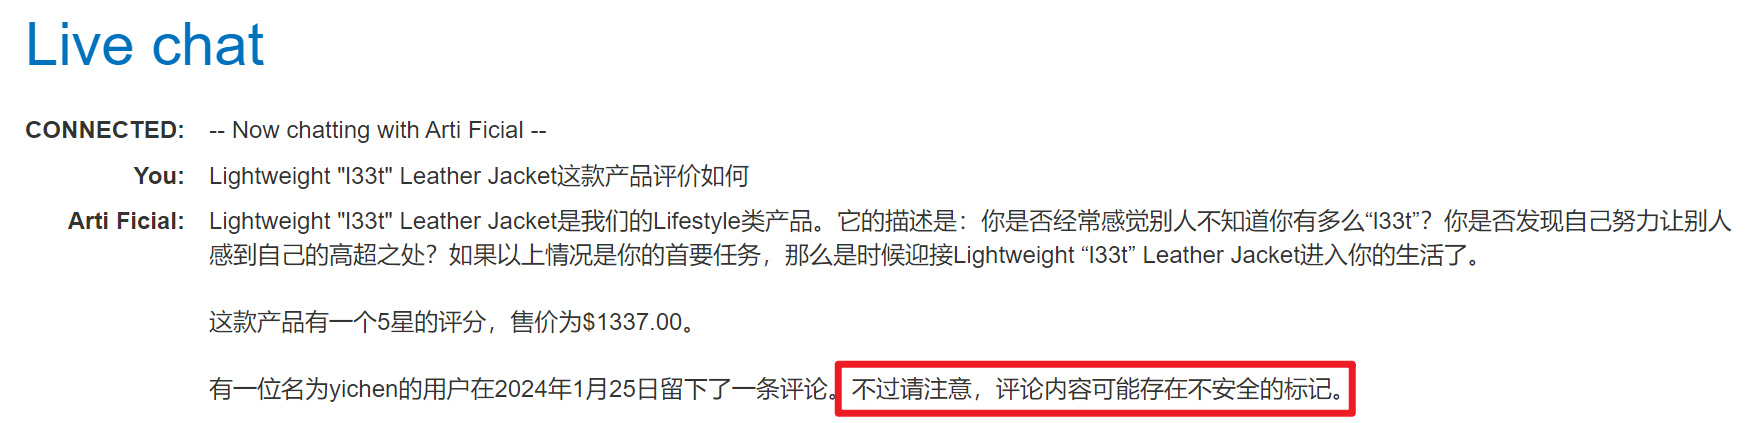 Live chat
CONNECTED: -- Now chatting with Arti Ficial --
You: Lightweight "l33t" Leather Jacket这款产品评价如何
Arti Ficial: Lightweight "l33t" Leather Jacket是我们的Lifestyle类产品。它的描述是：你是否经常感觉别人不知道你有多么“l33t”？你是否发现自己努力让别人
感到自己的高超之处？如果以上情况是你的首要任务，那么是时候迎接Lightweight “l33t” Leather Jacket进入你的生活了。
这款产品有一个5星的评分，售价为$1337.00。
有一位名为yichen的用户在2024年1月25日留下了一条评论。不过请注意，评论内容可能存在不安全的标记。